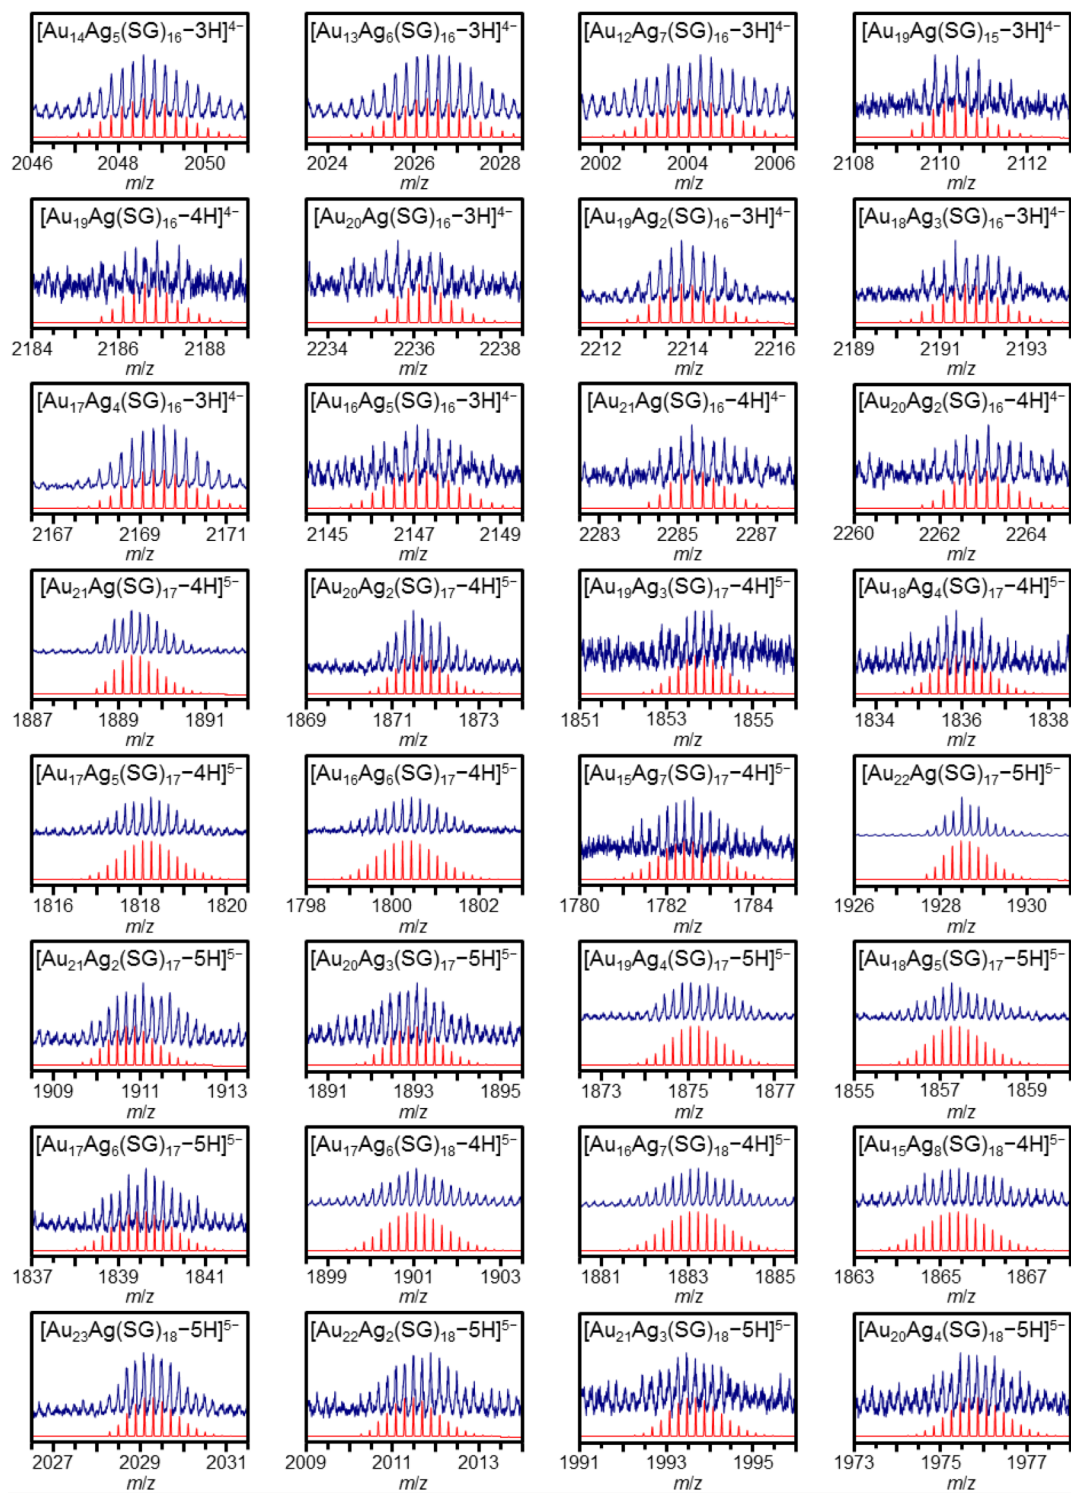 [Au₁₄Ag₅(SG)₁₆−3H]⁴⁻ [Au₁₃Ag₆(SG)₁₆−3H]⁴⁻ [Au₁₂Ag₇(SG)₁₆−3H]⁴⁻ [Au₁₉Ag(SG)₁₅−3H]⁴⁻
2046 2048 2050 2024 2026 2028 2002 2004 2006 2108 2110 2112
m/z m/z m/z m/z
[Au₁₉Ag(SG)₁₆−4H]⁴⁻ [Au₂₀Ag(SG)₁₆−3H]⁴⁻ [Au₁₉Ag₂(SG)₁₆−3H]⁴⁻ [Au₁₈Ag₃(SG)₁₆−3H]⁴⁻
2184 2186 2188 2234 2236 2238 2212 2214 2216 2189 2191 2193
m/z m/z m/z m/z
[Au₁₇Ag₄(SG)₁₆−3H]⁴⁻ [Au₁₆Ag₅(SG)₁₆−3H]⁴⁻ [Au₂₁Ag(SG)₁₆−4H]⁴⁻ [Au₂₀Ag₂(SG)₁₆−4H]⁴⁻
2167 2169 2171 2145 2147 2149 2283 2285 2287 2260 2262 2264
m/z m/z m/z m/z
[Au₂₁Ag(SG)₁₇−4H]⁵⁻ [Au₂₀Ag₂(SG)₁₇−4H]⁵⁻ [Au₁₉Ag₃(SG)₁₇−4H]⁵⁻ [Au₁₈Ag₄(SG)₁₇−4H]⁵⁻
1887 1889 1891 1869 1871 1873 1851 1853 1855 1834 1836 1838
m/z m/z m/z m/z
[Au₁₇Ag₅(SG)₁₇−4H]⁵⁻ [Au₁₆Ag₆(SG)₁₇−4H]⁵⁻ [Au₁₅Ag₇(SG)₁₇−4H]⁵⁻ [Au₂₂Ag(SG)₁₇−5H]⁵⁻
1816 1818 1820 1798 1800 1802 1780 1782 1784 1926 1928 1930
m/z m/z m/z m/z
[Au₂₁Ag₂(SG)₁₇−5H]⁵⁻ [Au₂₀Ag₃(SG)₁₇−5H]⁵⁻ [Au₁₉Ag₄(SG)₁₇−5H]⁵⁻ [Au₁₈Ag₅(SG)₁₇−5H]⁵⁻
1909 1911 1913 1891 1893 1895 1873 1875 1877 1855 1857 1859
m/z m/z m/z m/z
[Au₁₇Ag₆(SG)₁₇−5H]⁵⁻ [Au₁₇Ag₆(SG)₁₈−4H]⁵⁻ [Au₁₆Ag₇(SG)₁₈−4H]⁵⁻ [Au₁₅Ag₈(SG)₁₈−4H]⁵⁻
1837 1839 1841 1899 1901 1903 1881 1883 1885 1863 1865 1867
m/z m/z m/z m/z
[Au₂₃Ag(SG)₁₈−5H]⁵⁻ [Au₂₂Ag₂(SG)₁₈−5H]⁵⁻ [Au₂₁Ag₃(SG)₁₈−5H]⁵⁻ [Au₂₀Ag₄(SG)₁₈−5H]⁵⁻
2027 2029 2031 2009 2011 2013 1991 1993 1995 1973 1975 1977
m/z m/z m/z m/z